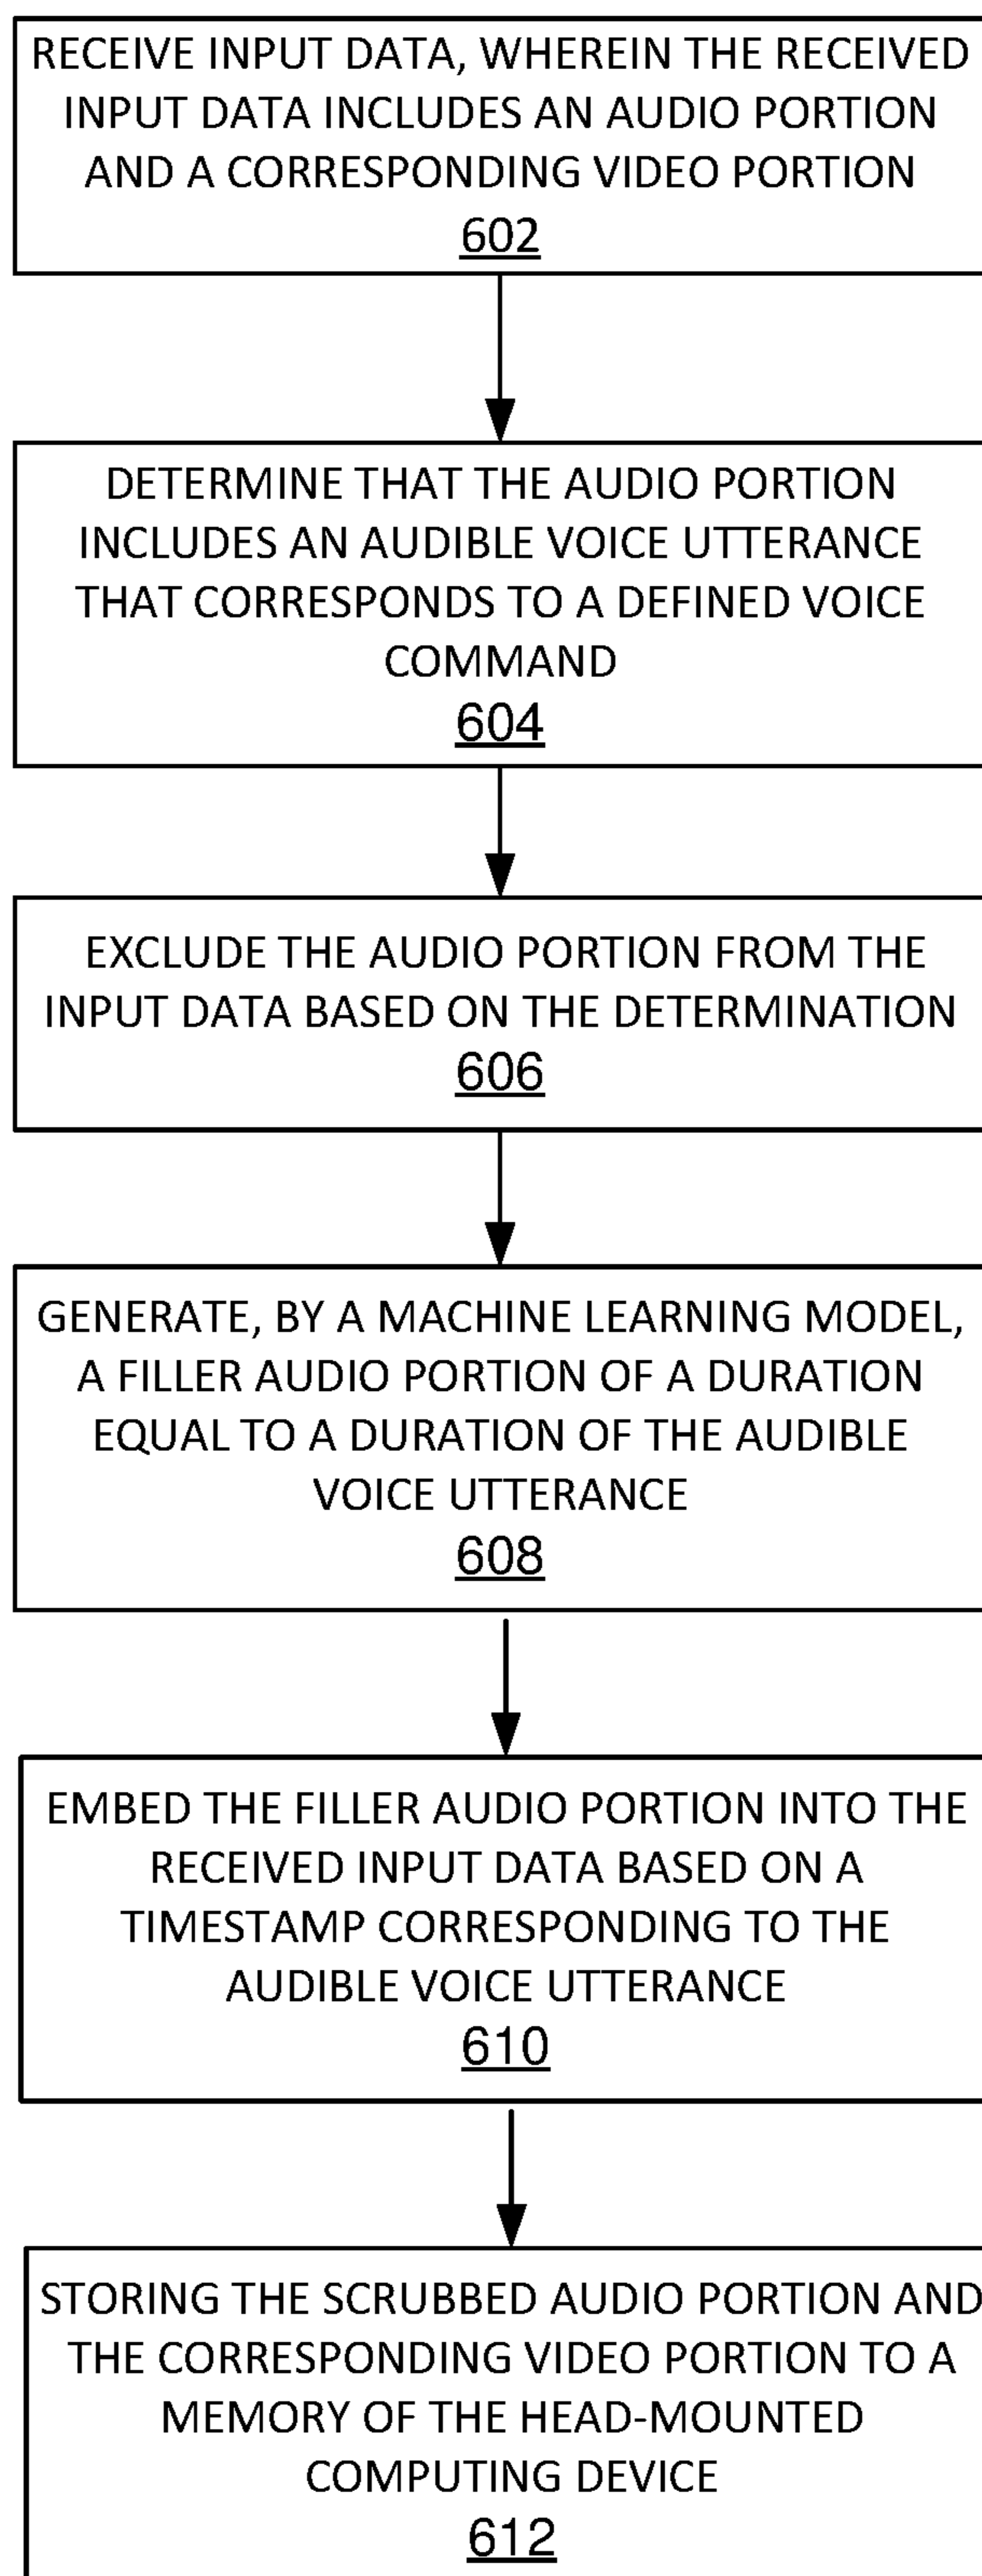 RECEIVE INPUT DATA, WHEREIN THE RECEIVED
INPUT DATA INCLUDES AN AUDIO PORTION
AND A CORRESPONDING VIDEO PORTION
602
DETERMINE THAT THE AUDIO PORTION
INCLUDES AN AUDIBLE VOICE UTTERANCE
THAT CORRESPONDS TO A DEFINED VOICE
COMMAND
604
EXCLUDE THE AUDIO PORTION FROM THE
INPUT DATA BASED ON THE DETERMINATION
606
GENERATE, BY A MACHINE LEARNING MODEL,
A FILLER AUDIO PORTION OF A DURATION
EQUAL TO A DURATION OF THE AUDIBLE
VOICE UTTERANCE
608
EMBED THE FILLER AUDIO PORTION INTO THE
RECEIVED INPUT DATA BASED ON A
TIMESTAMP CORRESPONDING TO THE
AUDIBLE VOICE UTTERANCE
610
STORING THE SCRUBBED AUDIO PORTION AND
THE CORRESPONDING VIDEO PORTION TO A
MEMORY OF THE HEAD-MOUNTED
COMPUTING DEVICE
612